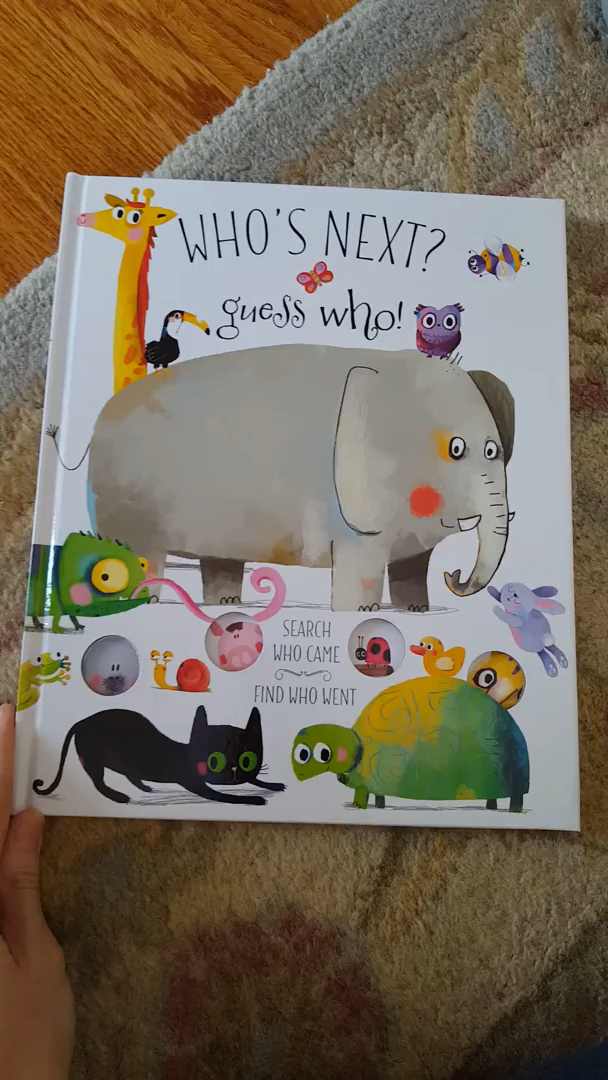 WHO'S NEXT?
guess who!
SEARCH
WHO CAME
FIND WHO WENT